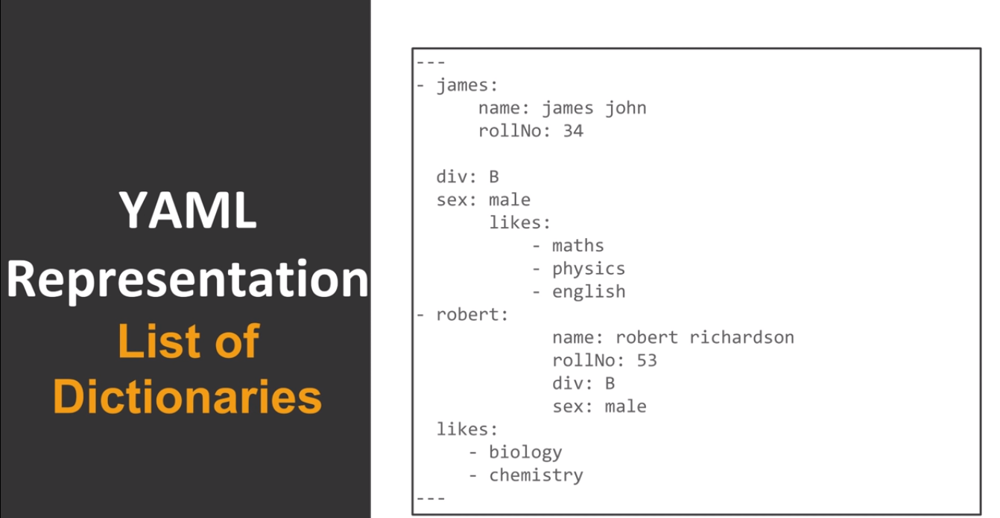 YAML
Representation
List of
Dictionaries
---
- james:
      name: james john
      rollNo: 34

  div: B
  sex: male
       likes:
           - maths
           - physics
           - english
- robert:
             name: robert richardson
             rollNo: 53
             div: B
             sex: male
  likes:
     - biology
     - chemistry
---